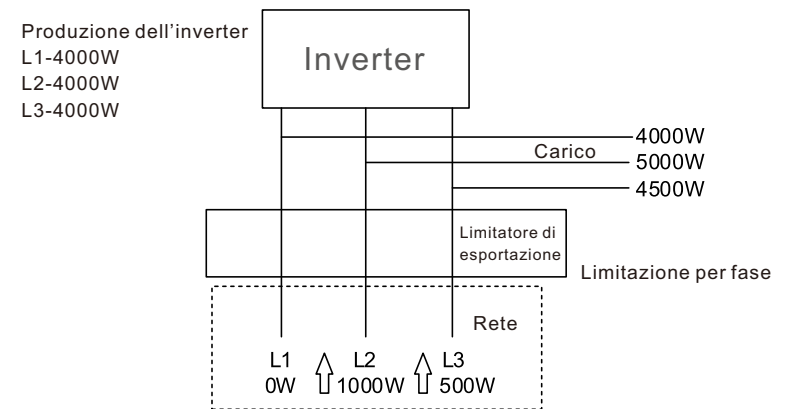 Produzione dell'inverter
L1-4000W
L2-4000W
L3-4000W
Inverter
4000W
Carico
5000W
4500W
Limitatore di
esportazione
Limitazione per fase
Rete
L1 L2 L3
0W 1000W 500W